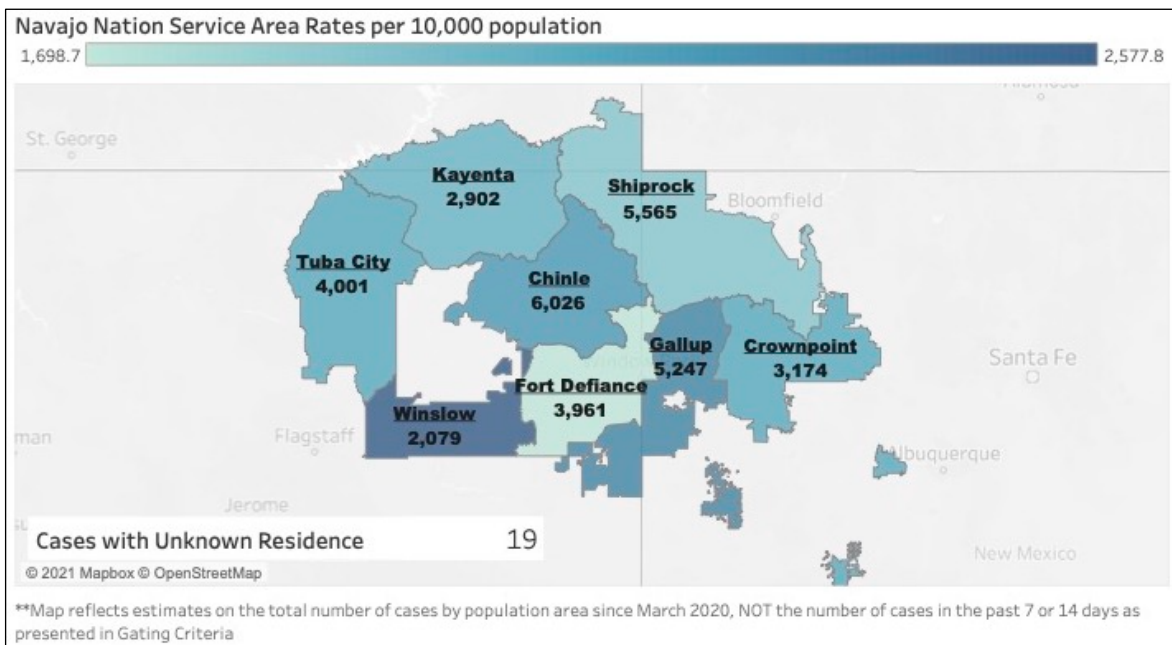 Navajo Nation Service Area Rates per 10,000 population
1,698.7
2,577.8
St. George
Kayenta
2,902
Shiprock
5,565
Bloomfield
Tuba City
4,001
Chinle
6,026
Gallup
5,247
Crownpoint
3,174
Santa Fe
Fort Defiance
3,961
Winslow
2,079
Flagstaff
man
Albuquerque
Jerome
Cases with Unknown Residence 19
New Mexico
© 2021 Mapbox © OpenStreetMap
**Map reflects estimates on the total number of cases by population area since March 2020, NOT the number of cases in the past 7 or 14 days as
presented in Gating Criteria